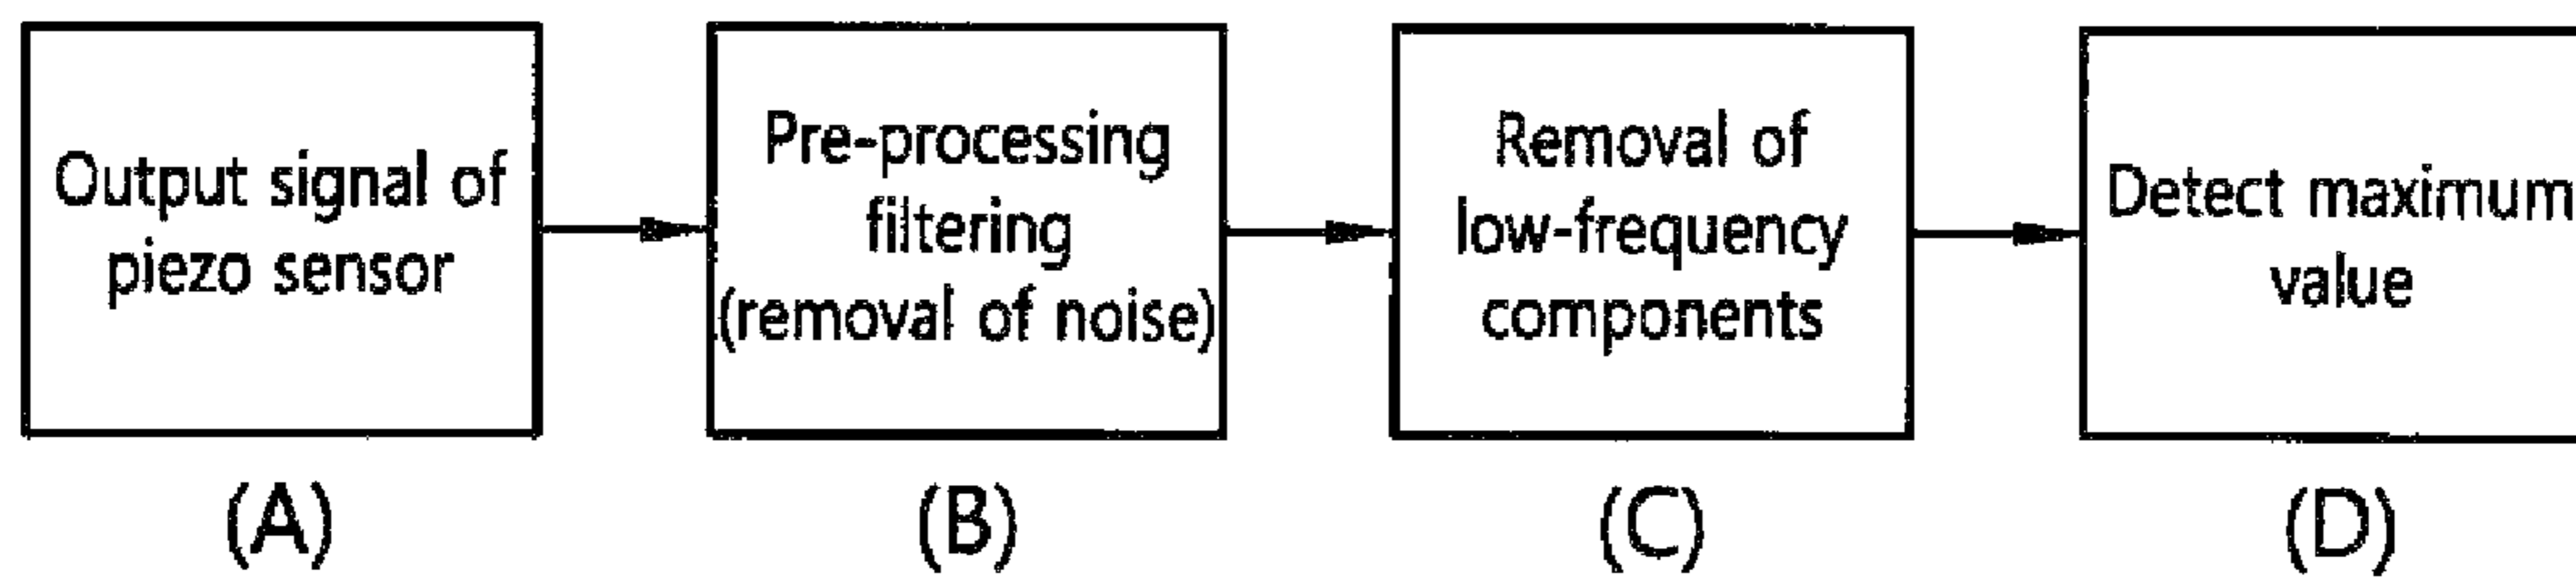 Output signal of
piezo sensor
Pre-processing
filtering
(removal of noise)
Removal of
low-frequency
components
Detect maximum
value
(A)
(B)
(C)
(D)